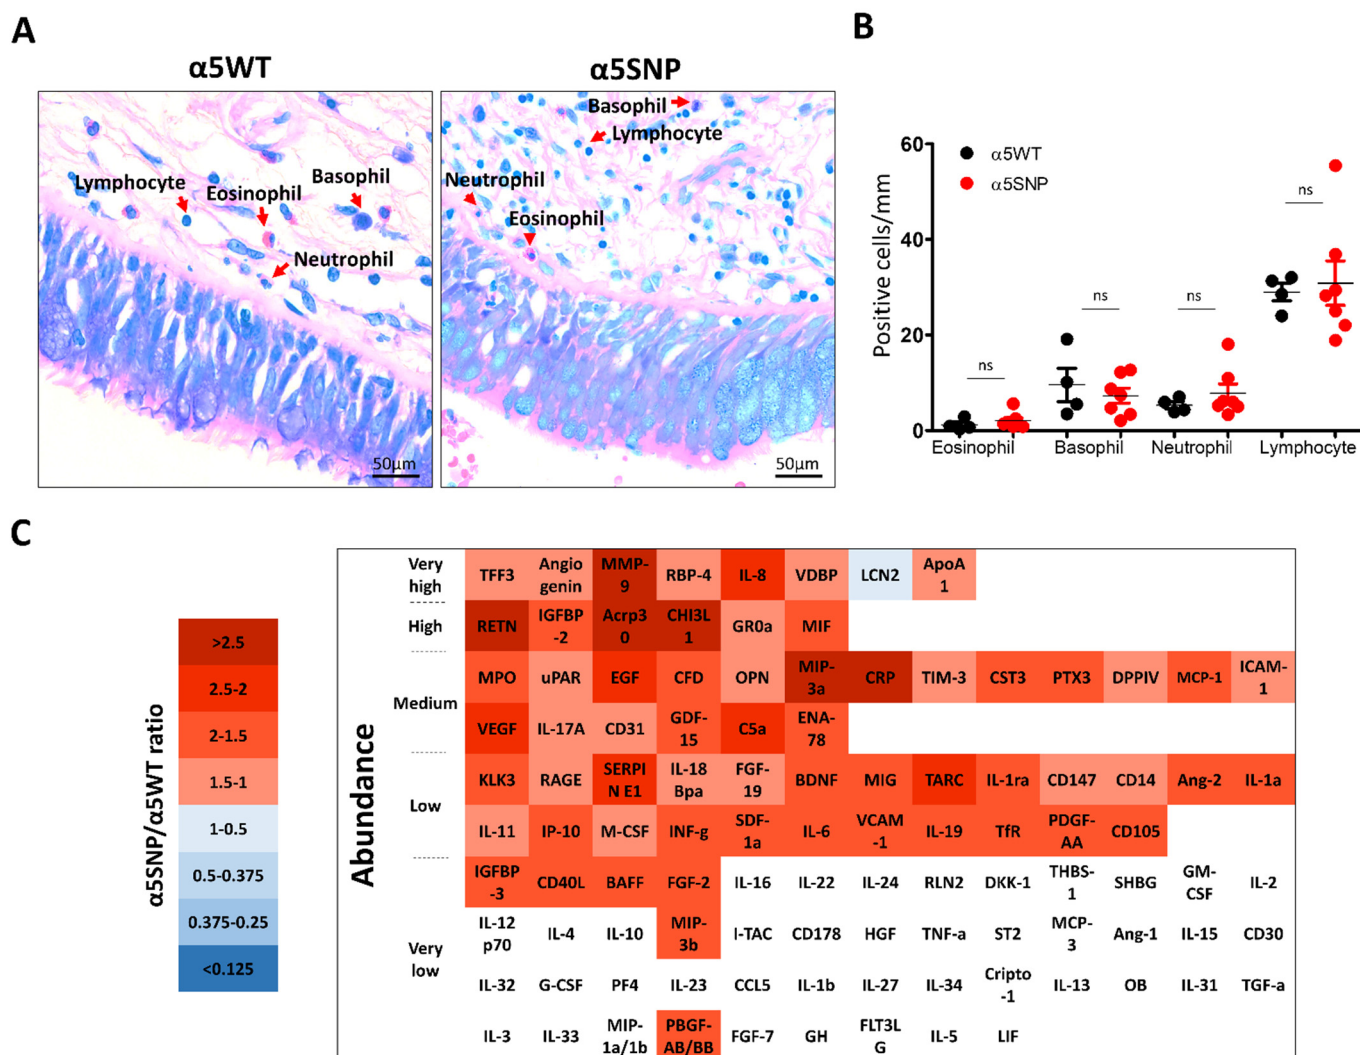 A
α5WT
α5SNP
Lymphocyte
Eosinophil
Basophil
Neutrophil
50µm
Basophil
Lymphocyte
Neutrophil
Eosinophil
50µm
B
Positive cells/mm
60
40
20
0
α5WT
α5SNP
ns
ns
ns
ns
Eosinophil Basophil Neutrophil Lymphocyte
C
α5SNP/α5WT ratio
>2.5
2.5-2
2-1.5
1.5-1
1-0.5
0.5-0.375
0.375-0.25
<0.125
Abundance
Very
high
TFF3 Angio MMP- RBP-4 IL-8 VDBP LCN2 ApoA
genin 9 1
High
RETN IGFBP Acrp3 CHI3L GR0a MIF
-2 0 1
Medium
MPO uPAR EGF CFD OPN MIP- CRP TIM-3 CST3 PTX3 DPPIV MCP-1 ICAM-
3a 1
VEGF IL-17A CD31 GDF- C5a ENA-
15 78
Low
KLK3 RAGE SERPI IL-18 FGF- BDNF MIG TARC IL-1ra CD147 CD14 Ang-2 IL-1a
N E1 Bpa 19
IL-11 IP-10 M-CSF INF-g SDF- IL-6 VCAM IL-19 TfR PDGF- CD105
1a -1 AA
Very
low
IGFBP CD40L BAFF FGF-2 IL-16 IL-22 IL-24 RLN2 DKK-1 THBS- SHBG GM- IL-2
-3 1 CSF
IL-12 IL-4 IL-10 MIP- I-TAC CD178 HGF TNF-a ST2 MCP- Ang-1 IL-15 CD30
p70 3b 3
IL-32 G-CSF PF4 IL-23 CCL5 IL-1b IL-27 IL-34 Cripto IL-13 OB IL-31 TGF-a
-1
IL-3 IL-33 MIP- PBGF- FGF-7 GH FLT3L IL-5 LIF
1a/1b AB/BB G